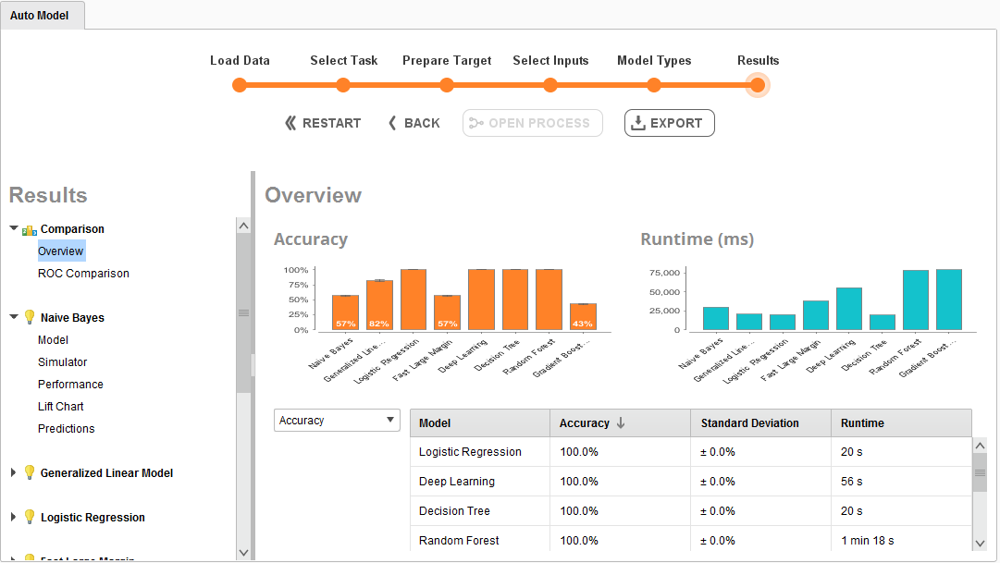 Auto Model
Load Data Select Task Prepare Target Select Inputs Model Types Results
RESTART BACK OPEN PROCESS EXPORT
Results
Comparison
Overview
ROC Comparison
Naive Bayes
Model
Simulator
Performance
Lift Chart
Predictions
Generalized Linear Model
Logistic Regression
Fast Large Margin
Overview
Accuracy
100%
75%
50%
25%
0%
57% 82% 57% 43%
Naive Bayes
Generalized Line...
Logistic Regression
Fast Large Margin
Deep Learning
Decision Tree
Random Forest
Gradient Boost...
Runtime (ms)
75,000
50,000
25,000
0
Naive Bayes
Generalized Line...
Logistic Regression
Fast Large Margin
Deep Learning
Decision Tree
Random Forest
Gradient Boost...
Accuracy
Model Accuracy Standard Deviation Runtime
Logistic Regression 100.0% ± 0.0% 20 s
Deep Learning 100.0% ± 0.0% 56 s
Decision Tree 100.0% ± 0.0% 20 s
Random Forest 100.0% ± 0.0% 1 min 18 s